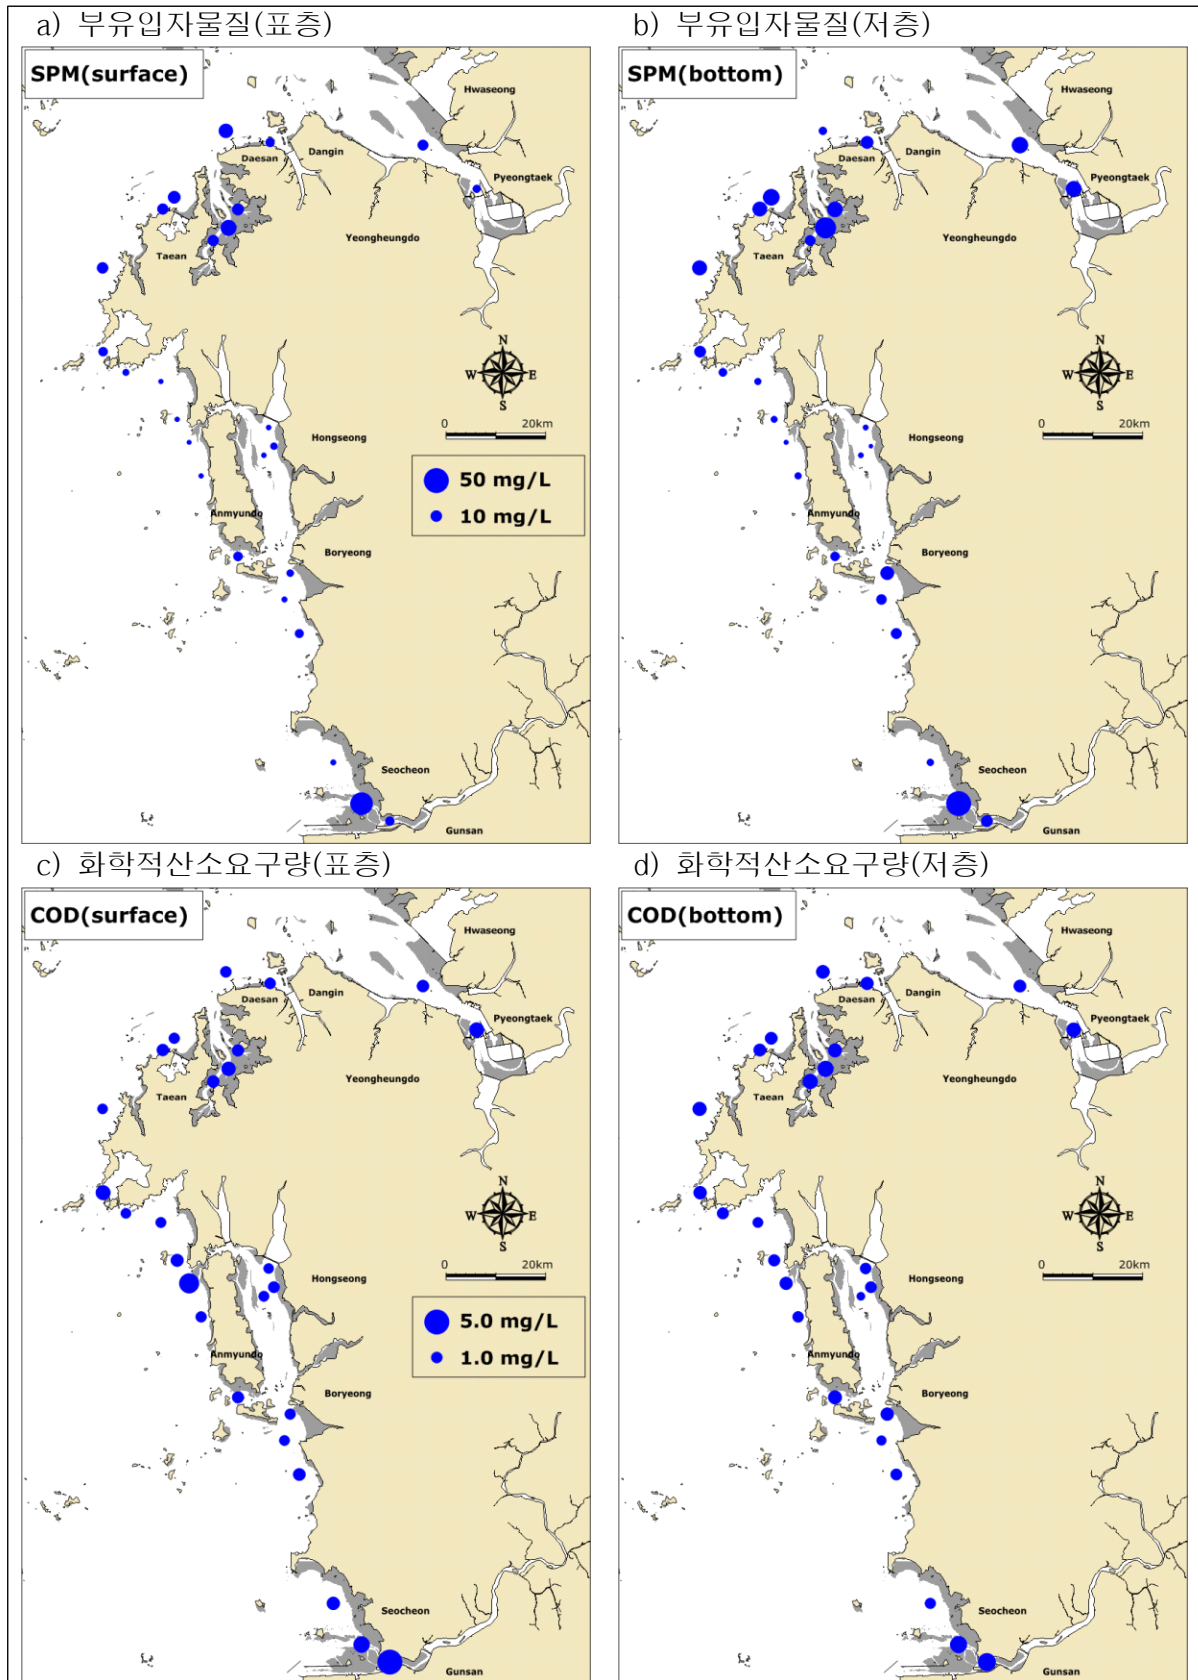 a) 부유입자물질(표층)
SPM(surface)
Hwaseong
Daesan
Dangin
Pyeongtaek
Yeongheungdo
Taean
N
W E
S
0 20km
Hongseong
50 mg/L
10 mg/L
Anmyundo
Boryeong
Seocheon
Gunsan
b) 부유입자물질(저층)
SPM(bottom)
Hwaseong
Daesan
Dangin
Pyeongtaek
Yeongheungdo
Taean
N
W E
S
0 20km
Hongseong
Anmyundo
Boryeong
Seocheon
Gunsan
c) 화학적산소요구량(표층)
COD(surface)
Hwaseong
Daesan
Dangin
Pyeongtaek
Yeongheungdo
Taean
N
W E
S
0 20km
Hongseong
5.0 mg/L
1.0 mg/L
Anmyundo
Boryeong
Seocheon
Gunsan
d) 화학적산소요구량(저층)
COD(bottom)
Hwaseong
Daesan
Dangin
Pyeongtaek
Yeongheungdo
Taean
N
W E
S
0 20km
Hongseong
Anmyundo
Boryeong
Seocheon
Gunsan